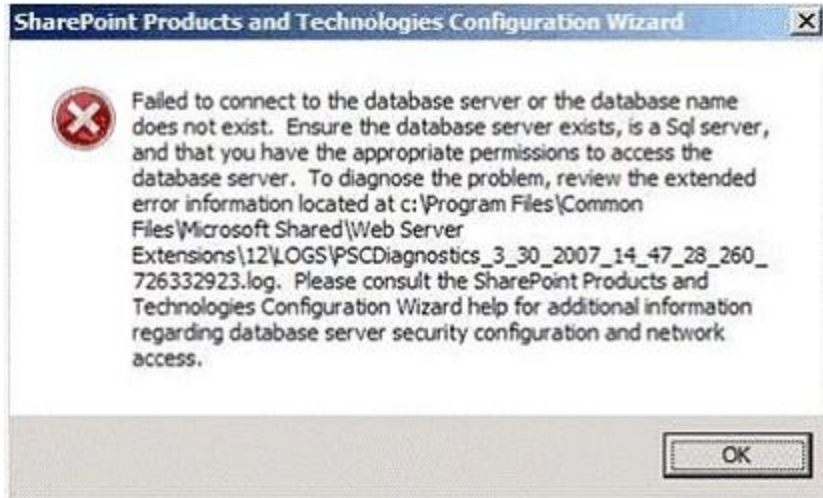 SharePoint Products and Technologies Configuration Wizard
Failed to connect to the database server or the database name
does not exist. Ensure the database server exists, is a Sql server,
and that you have the appropriate permissions to access the
database server. To diagnose the problem, review the extended
error information located at c:\Program Files\Common
Files\Microsoft Shared\Web Server
Extensions\12\LOGS\PSCDiagnostics_3_30_2007_14_47_28_260_
726332923.log. Please consult the SharePoint Products and
Technologies Configuration Wizard help for additional information
regarding database server security configuration and network
access.
OK